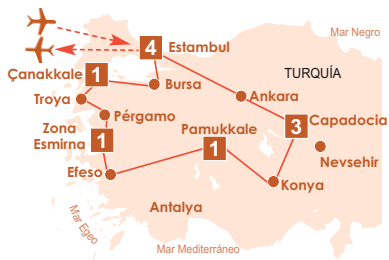 Mar Negro
4 Estambul
Çanakkale
1
TURQUÍA
Bursa
Troya
Ankara
Pérgamo
Zona
Esmirna
1
Pamukkale
1
3 Capadocia
Nevsehir
Efeso
Konya
Antalya
Mar Egeo
Mar Mediterráneo